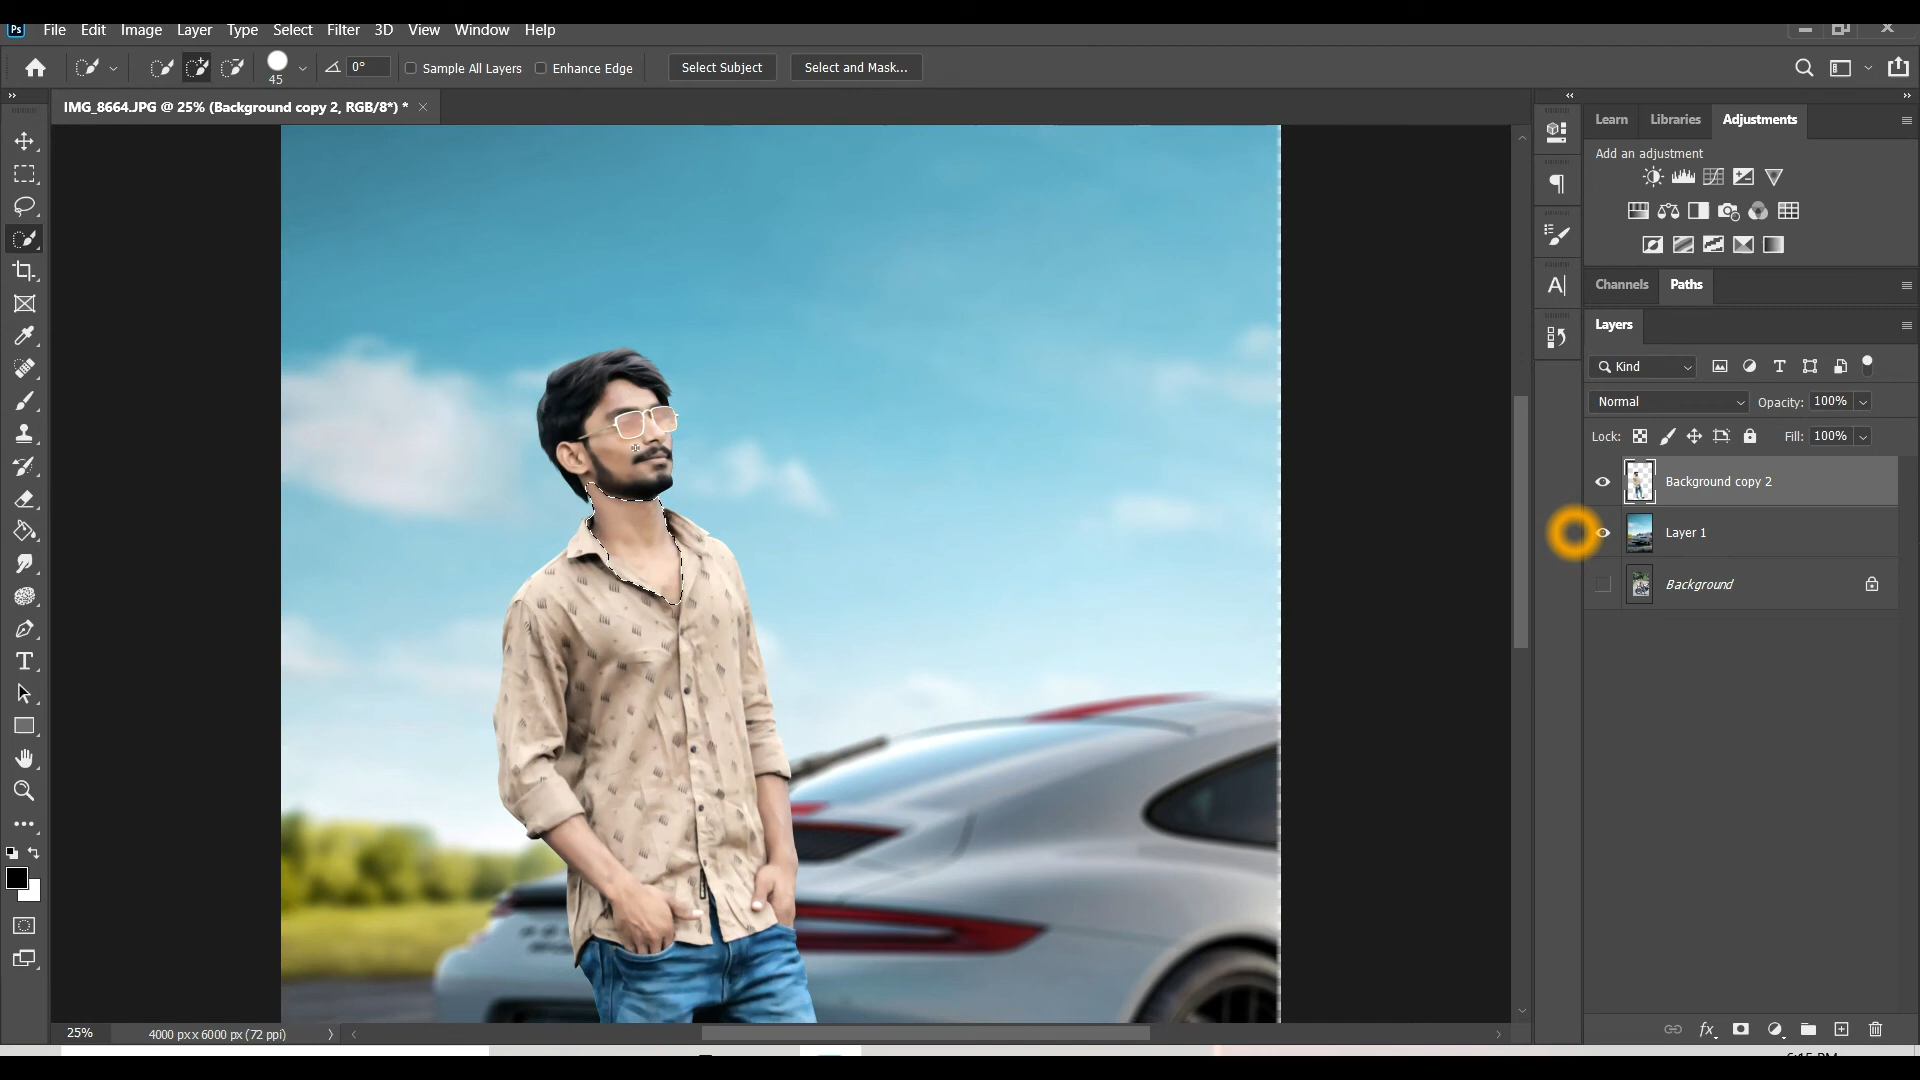 Ps File Edit Image Layer Type Select Filter 3D View Window Help
45 0° Sample All Layers Enhance Edge Select Subject Select and Mask...
IMG_8664.JPG @ 25% (Background copy 2, RGB/8*) *
Learn Libraries Adjustments
Add an adjustment
Channels Paths
Layers
Kind
Normal Opacity: 100%
Lock: Fill: 100%
Background copy 2
Layer 1
Background
25% 4000 px x 6000 px (72 ppi)